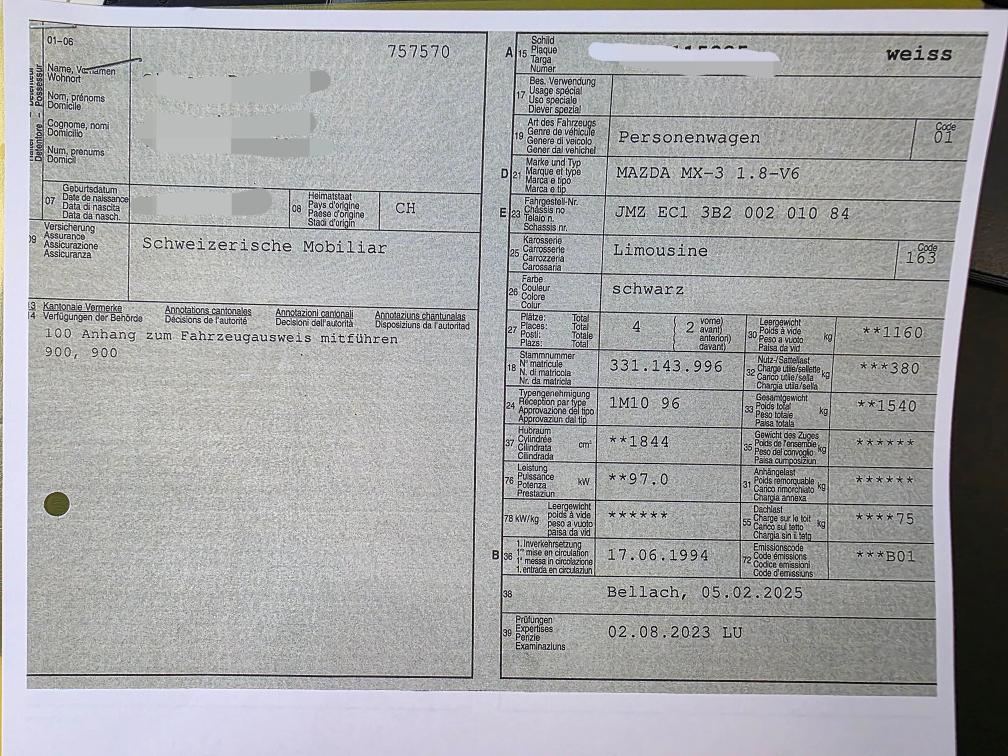 01-06
757570
Name, Vornamen
Wohnort
Nom, prénoms
Domicile
Cognome, nomi
Domicilio
Num, prenums
Domicil
07 Geburtsdatum
Date de naissance
Data di nascita
Data da nasch.
08 Heimatstaat
Pays d'origine
Paese d'origine
Stadi d'origin
CH
09 Versicherung
Assurance
Assicurazione
Assicuranza
Schweizerische Mobiliar
13 Kantonale Vermerke Annotations cantonales Annotazioni cantonali Annotaziuns chantunalas
14 Verfügungen der Behörde Décisions de l'autorité Decisioni dell'autorità Disposiziuns da l'autoritad
100 Anhang zum Fahrzeugausweis mitführen
900, 900
A 15 Schild
Plaque
Targa
Numer
weiss
17 Bes. Verwendung
Usage spécial
Uso speciale
Diever spezial
19 Art des Fahrzeugs
Genre de véhicule
Genere di veicolo
Gener dal vehichel
Personenwagen
Code
01
D 21 Marke und Typ
Marque et type
Marca e tipo
Marca e tip
MAZDA MX-3 1.8-V6
E 23 Fahrgestell-Nr.
Châssis no
Telaio n.
Schassis nr.
JMZ EC1 3B2 002 010 84
25 Karosserie
Carrosserie
Carrozzeria
Carossaria
Limousine
Code
163
26 Farbe
Couleur
Colore
Colur
schwarz
27 Plätze: Total
Places: Total
Posti: Totale
Plazs: Total
4 ( 2 vorne)
avant)
anteriori)
davant)
30 Leergewicht
Poids à vide
Peso a vuoto
Paisa da vid
kg
**1160
18 Stammnummer
N° matricule
N. di matricola
Nr. da matricla
331.143.996
32 Nutz-/Sattellast
Charge utile/sellette
Carico utile/sella
Chargia utila/sella
kg
***380
24 Typengenehmigung
Réception par type
Approvazione del tipo
Approvaziun dal tip
1M10 96
33 Gesamtgewicht
Poids total
Peso totale
Paisa totala
kg
**1540
37 Hubraum
Cylindrée
Cilindrata
Cilindrada
cm³
**1844
35 Gewicht des Zuges
Poids de l'ensemble
Peso del convoglio
Paisa cumposiziun
kg
******
76 Leistung
Puissance
Potenza
Prestaziun
kW
**97.0
31 Anhängelast
Poids remorquable
Carico rimorchiato
Chargia annexa
kg
******
78 kW/kg Leergewicht
poids à vide
peso a vuoto
paisa da vid
******
55 Dachlast
Charge sur le toit
Carico sul tetto
Chargia sin il tetg
kg
****75
B 36 1. Inverkehrsetzung
1re mise en circulation
1a messa in circolazione
1. entrada en circulaziun
17.06.1994
72 Emissionscode
Code émissions
Codice emissioni
Code d'emissiuns
***B01
38 Bellach, 05.02.2025
39 Prüfungen
Expertises
Perizie
Examinaziuns
02.08.2023 LU